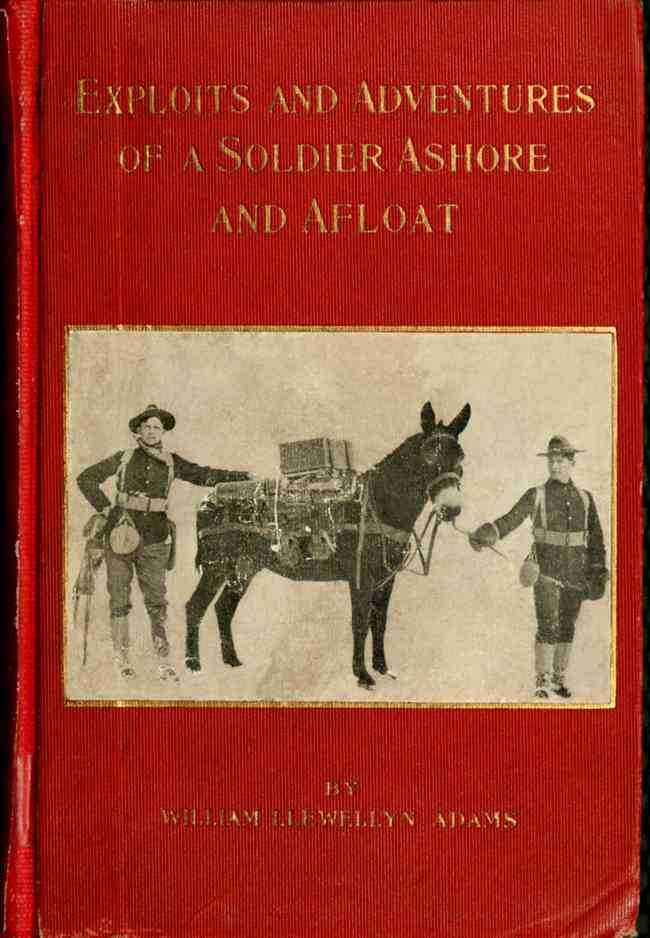 EXPLOITS AND ADVENTURES
OF A SOLDIER ASHORE
AND AFLOAT
BY
WILLIAM LLEWELLYN ADAMS